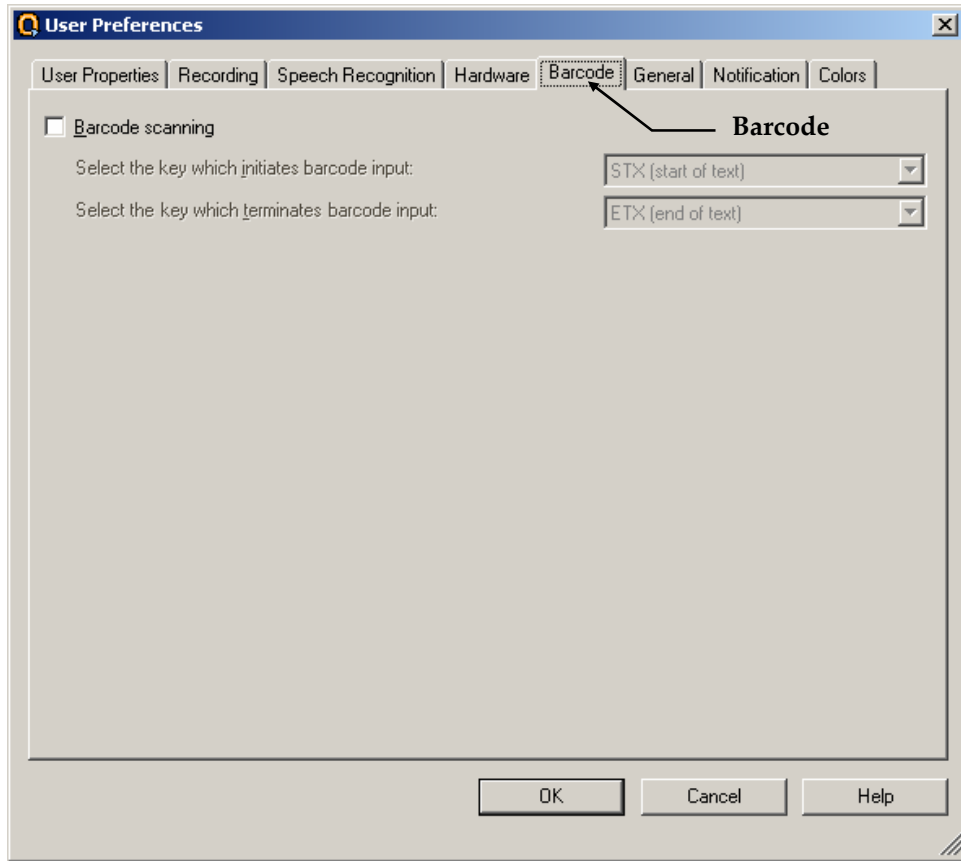 User Preferences
User Properties Recording Speech Recognition Hardware Barcode General Notification Colors
Barcode
Barcode scanning
Select the key which initiates barcode input: STX (start of text)
Select the key which terminates barcode input: ETX (end of text)
OK Cancel Help